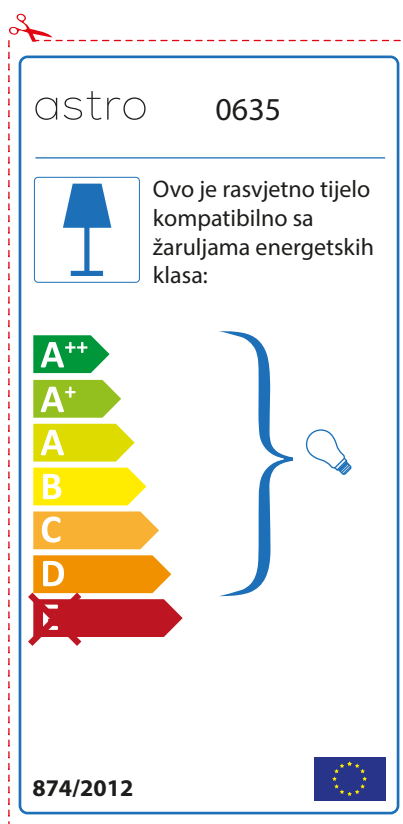 astro 0635
Ovo je rasvjetno tijelo
kompatibilno sa
žaruljama energetskih
klasa:
A++
A+
A
B
C
D
E
874/2012